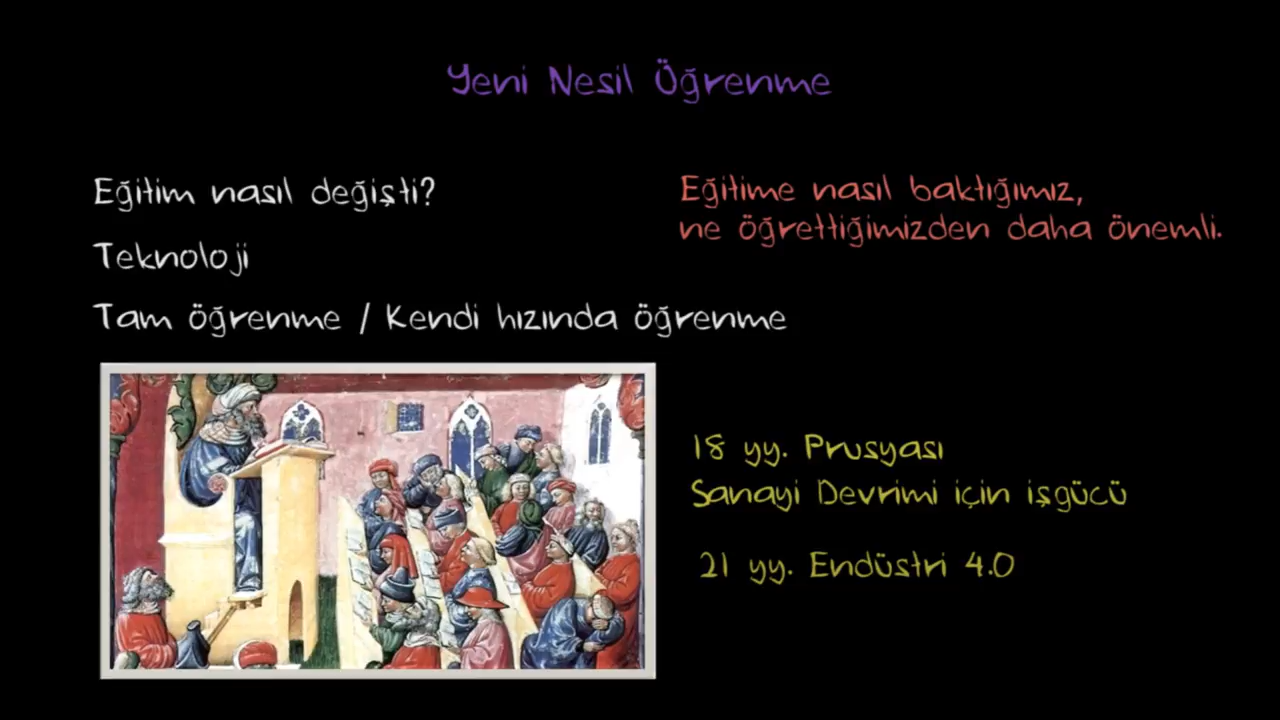 Yeni Nesil Öğrenme
Eğitim nasıl değişti?
Teknoloji
Tam öğrenme / Kendi hızında öğrenme
Eğitime nasıl baktığımız,
ne öğrettiğimizden daha önemli.
18 yy. Prusyası
Sanayi Devrimi için işgücü
21 yy. Endüstri 4.0